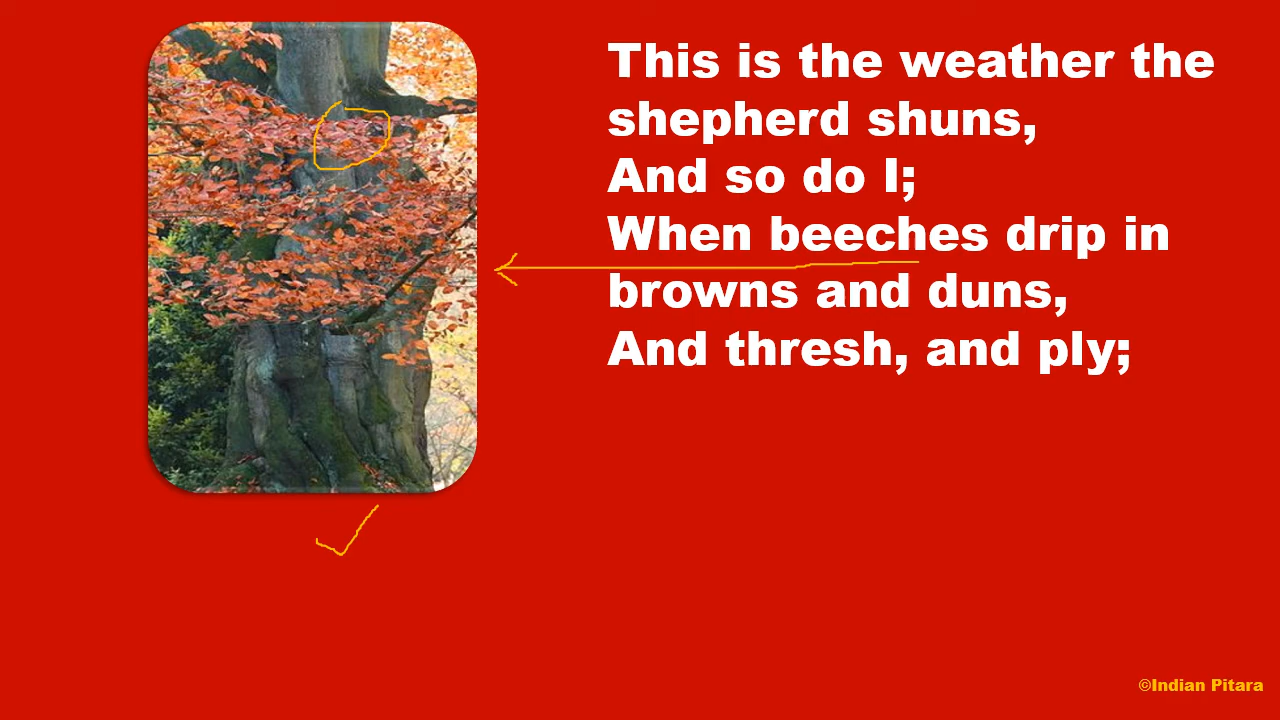 This is the weather the
shepherd shuns,
And so do I;
When beeches drip in
browns and duns,
And thresh, and ply;
©Indian Pitara